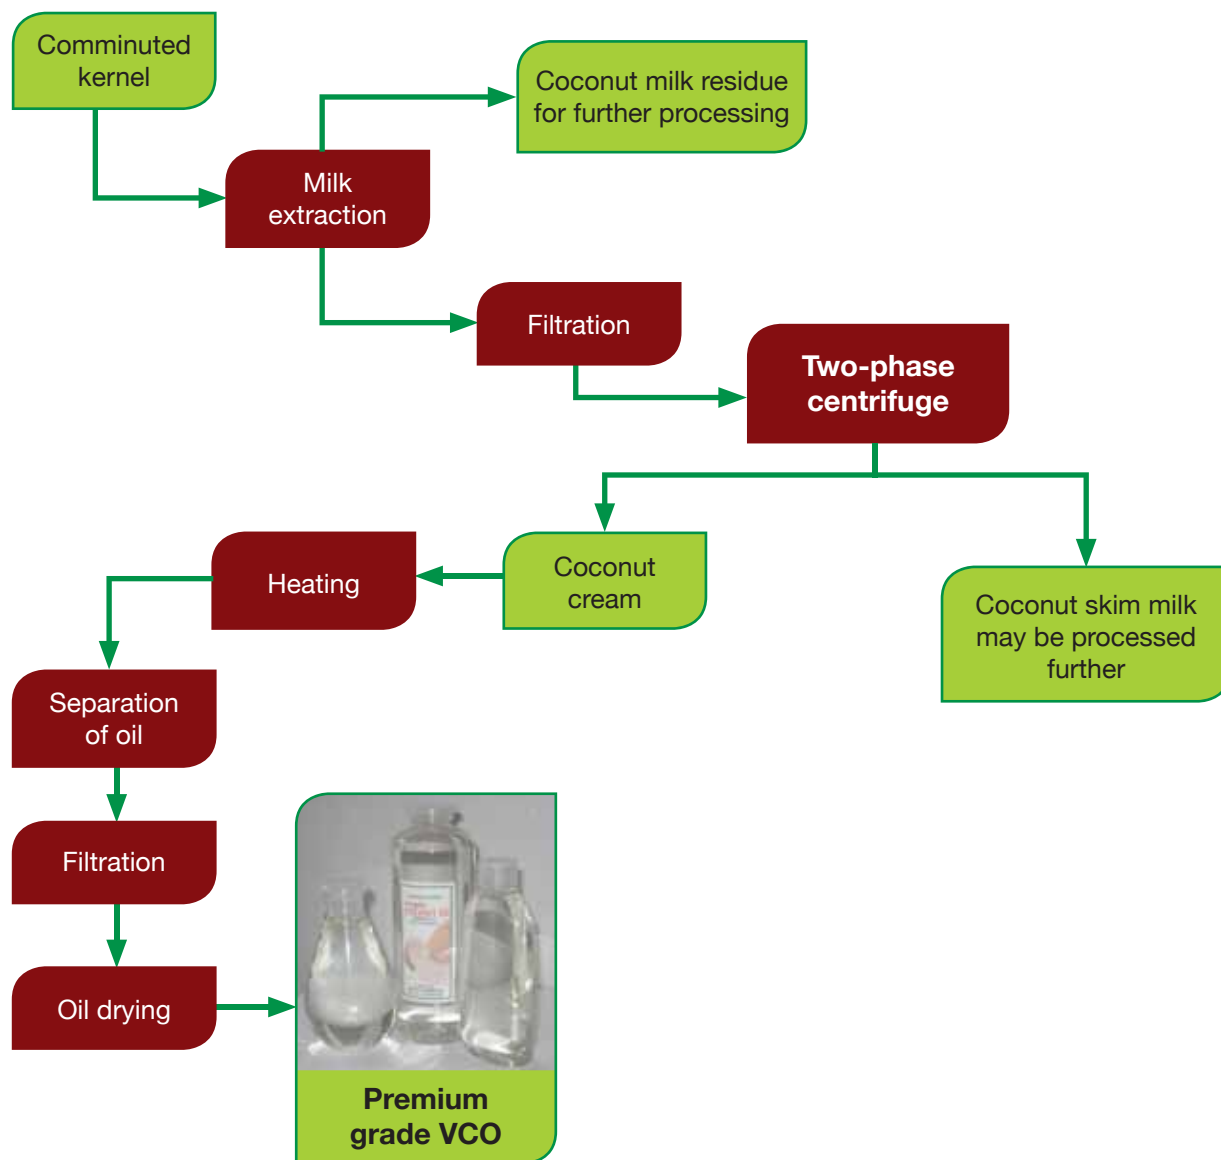 Comminuted
kernel
Coconut milk residue
for further processing
Milk
extraction
Filtration
Two-phase
centrifuge
Heating
Coconut
cream
Coconut skim milk
may be processed
further
Separation
of oil
Filtration
Oil drying
Premium
grade VCO